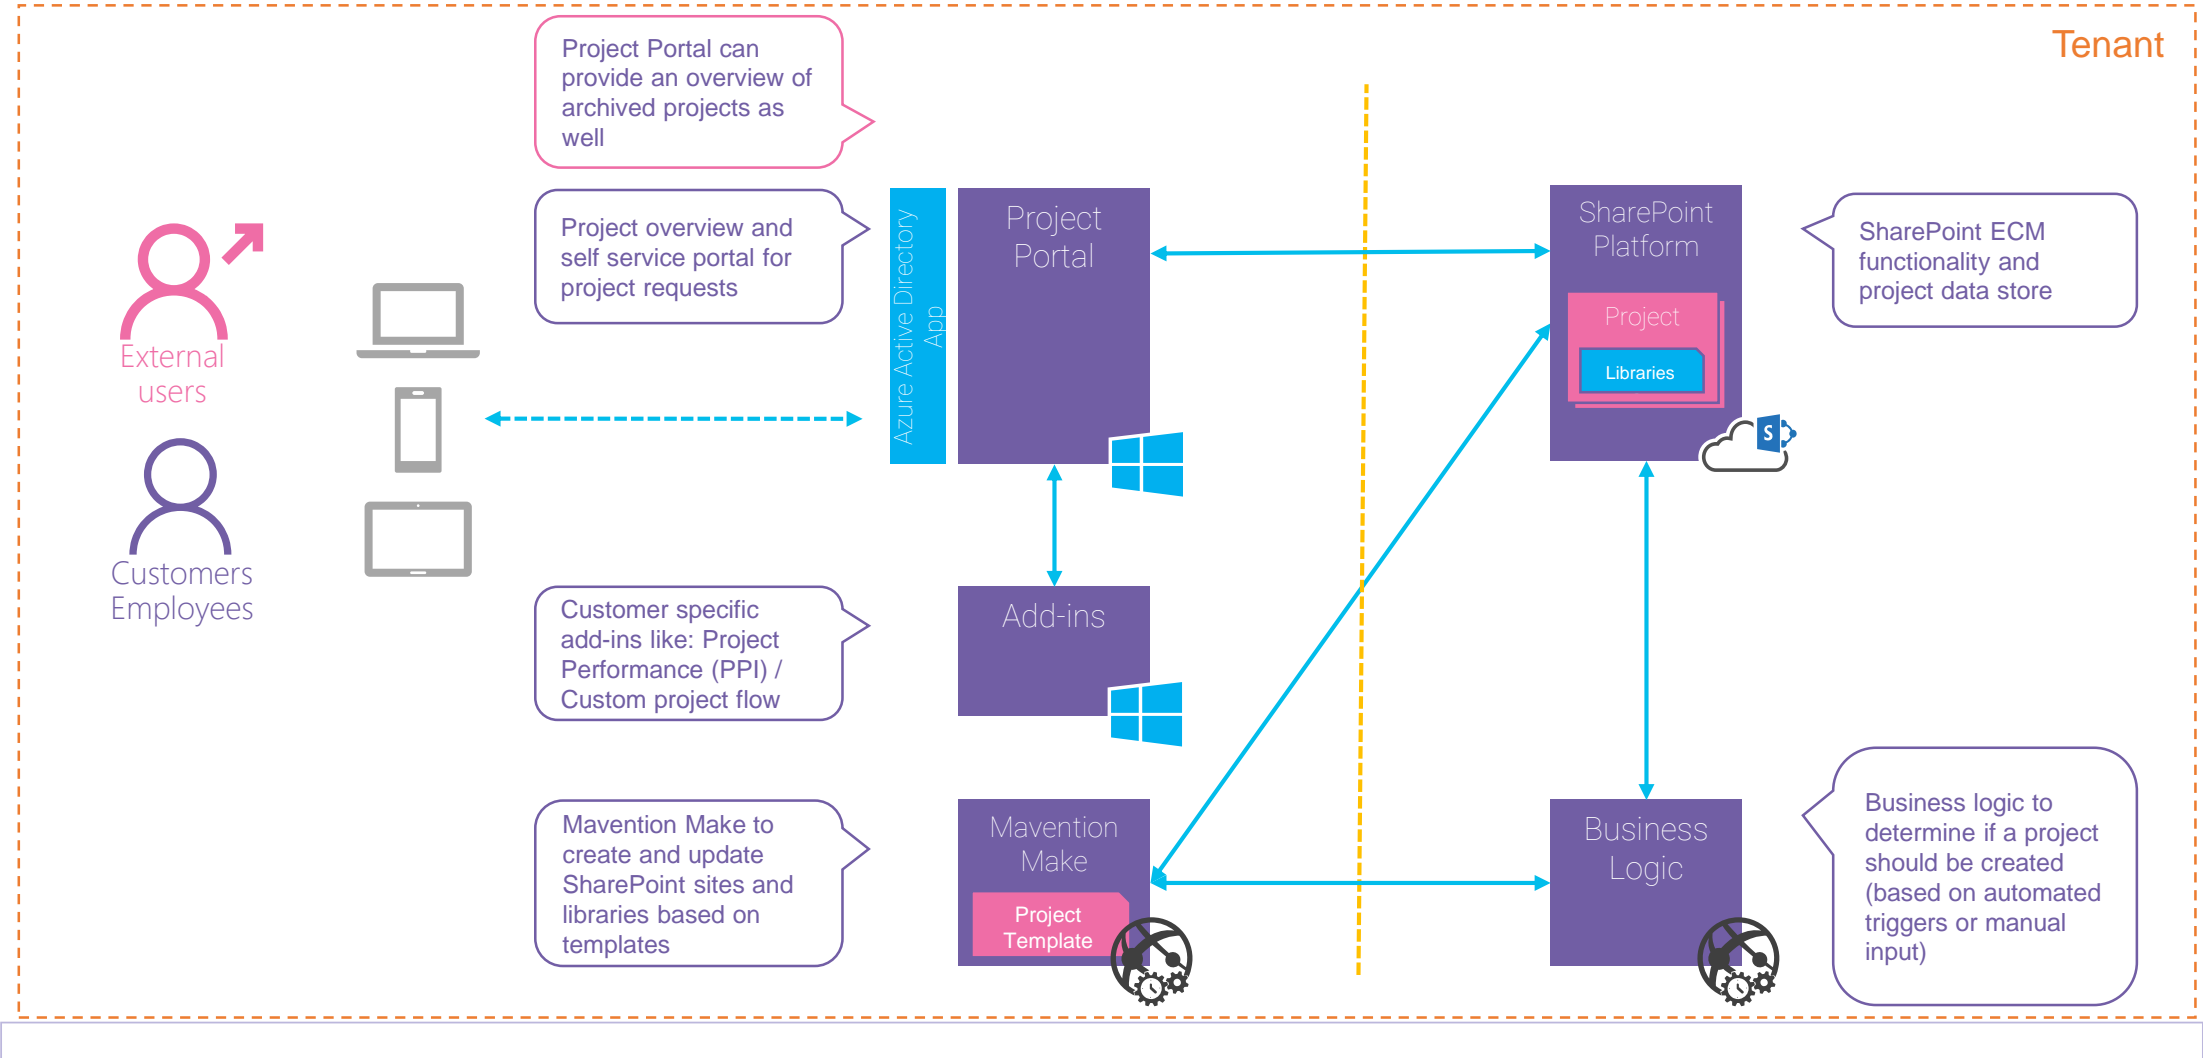 Tenant
Project Portal can
provide an overview of
archived projects as
well
Project overview and
self service portal for
project requests
Azure Active Directory
App
Project
Portal
SharePoint
Platform
Project
Libraries
S
SharePoint ECM
functionality and
project data store
External
users
Customers
Employees
Customer specific
add-ins like: Project
Performance (PPI) /
Custom project flow
Add-ins
Mavention Make to
create and update
SharePoint sites and
libraries based on
templates
Mavention
Make
Project
Template
Business
Logic
Business logic to
determine if a project
should be created
(based on automated
triggers or manual
input)